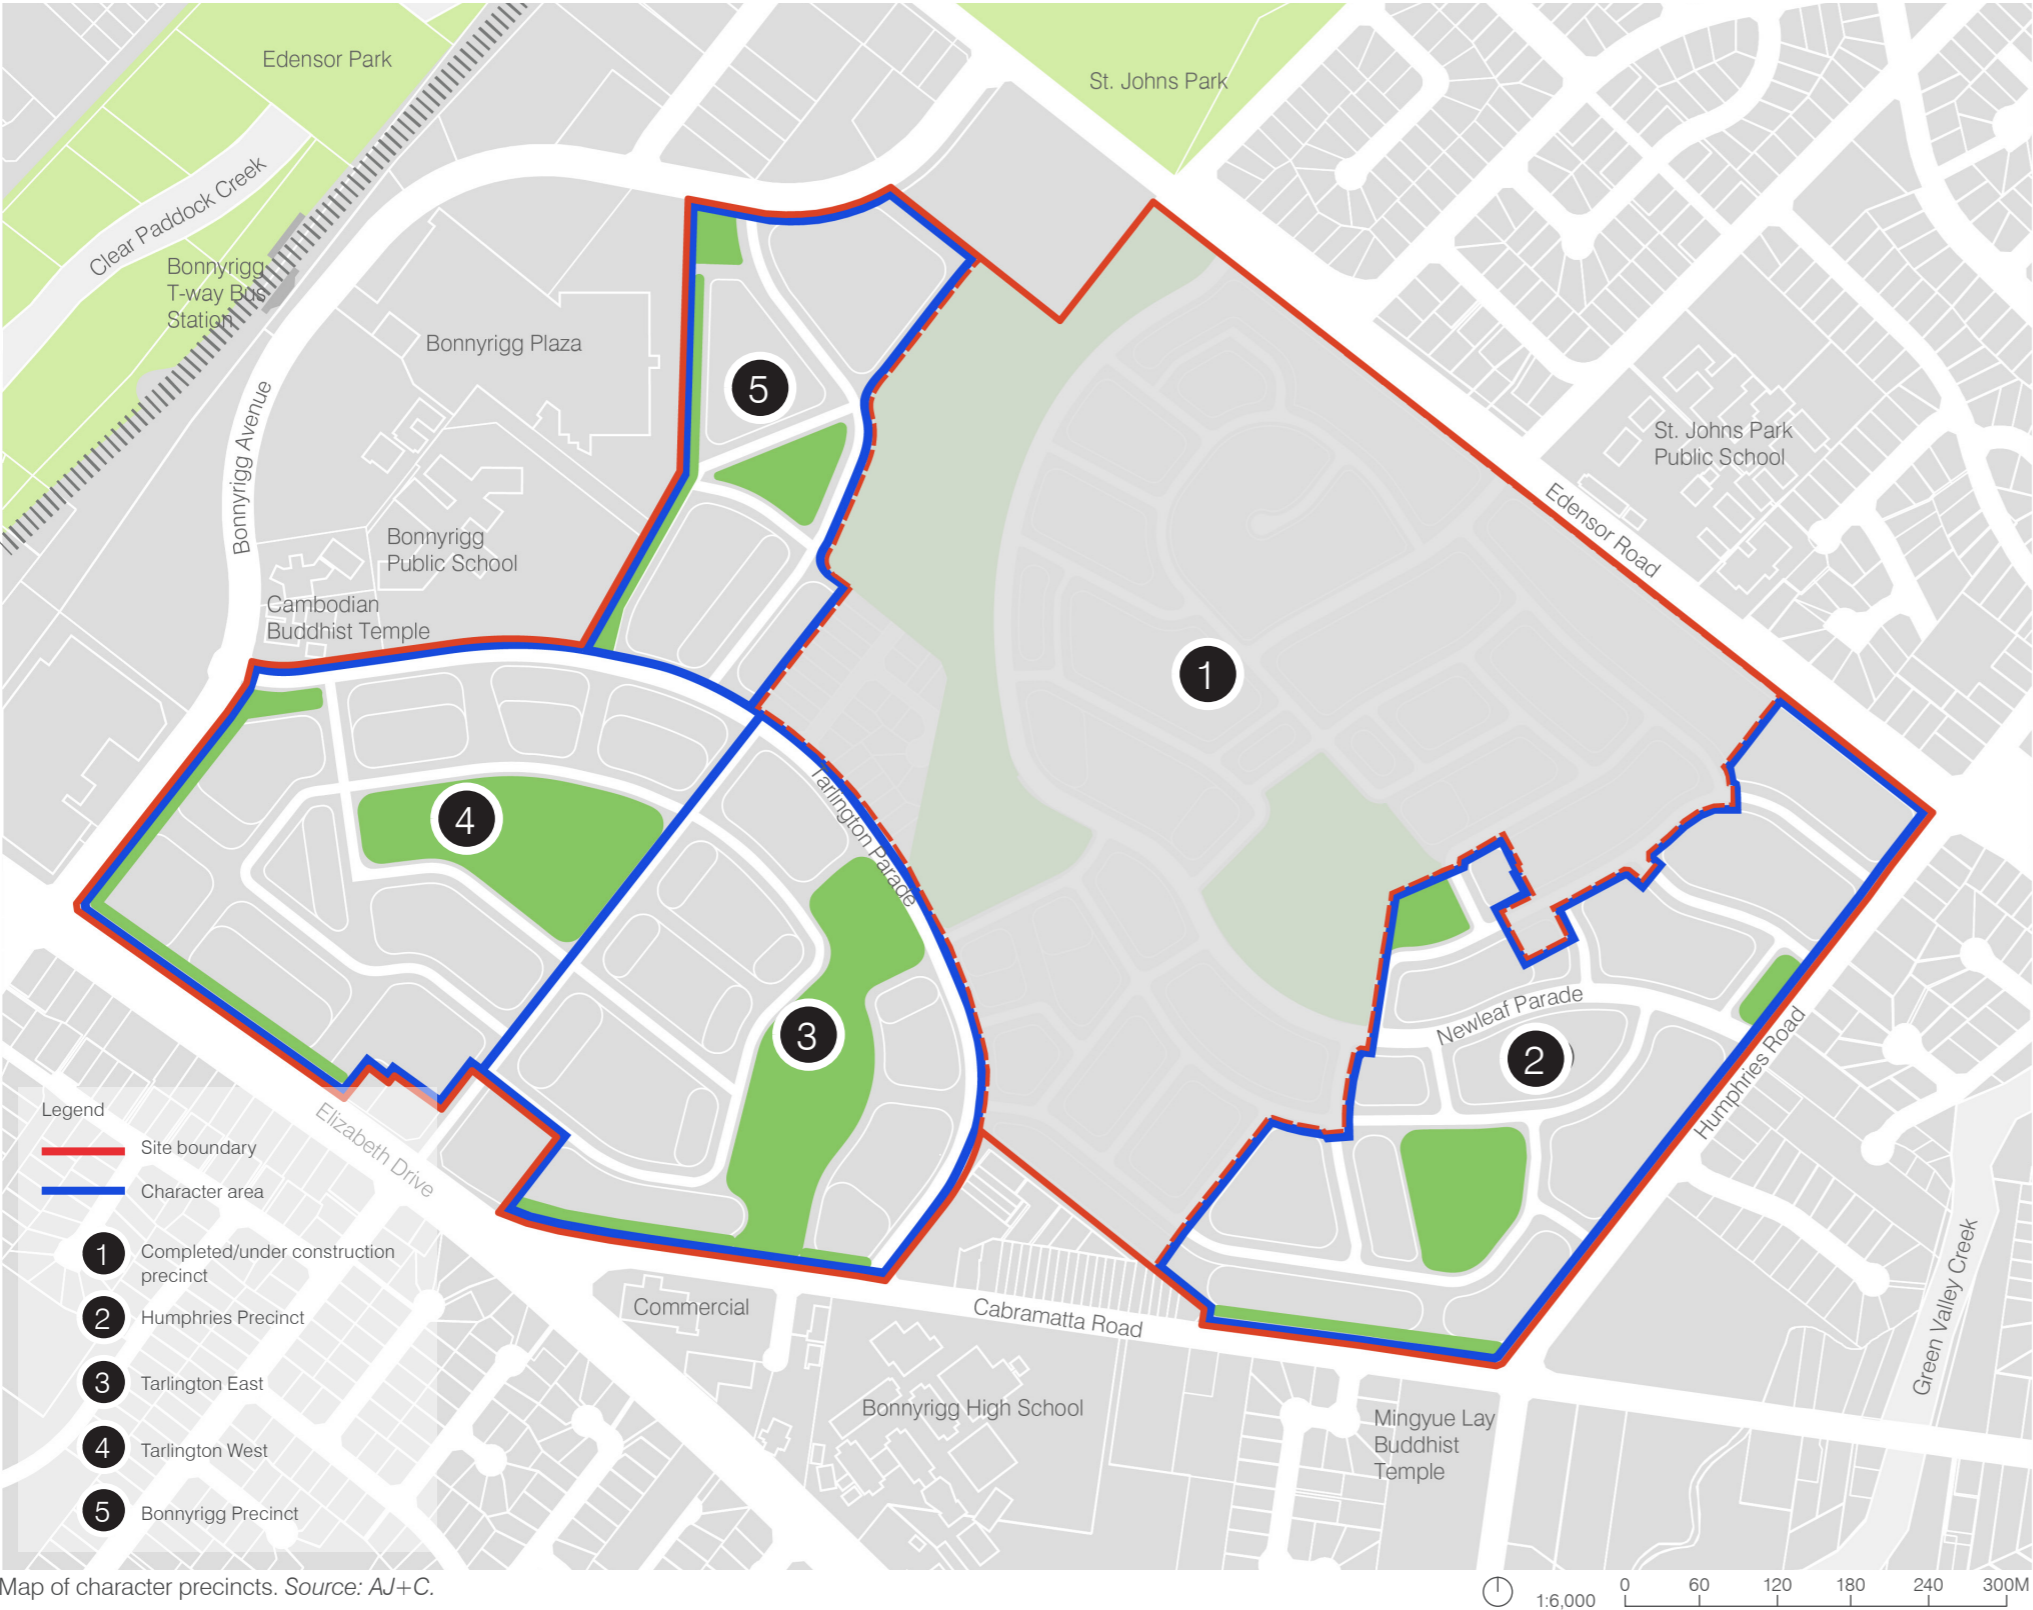 Edensor Park
St. Johns Park
Clear Paddock Creek
Bonnyrigg
T-way Bus
Station
Bonnyrigg Plaza
Bonnyrigg Avenue
5
St. Johns Park
Public School
Edensor Road
Bonnyrigg
Public School
Cambodian
Buddhist Temple
1
4
Tarlington Parade
3
Newleaf Parade
2
Humphries Road
Elizabeth Drive
Legend
Site boundary
Character area
1 Completed/under construction
precinct
2 Humphries Precinct
3 Tarlington East
4 Tarlington West
5 Bonnyrigg Precinct
Commercial
Cabramatta Road
Green Valley Creek
Bonnyrigg High School
Mingyue Lay
Buddhist
Temple
Map of character precincts. Source: AJ+C.
1:6,000
0 60 120 180 240 300M